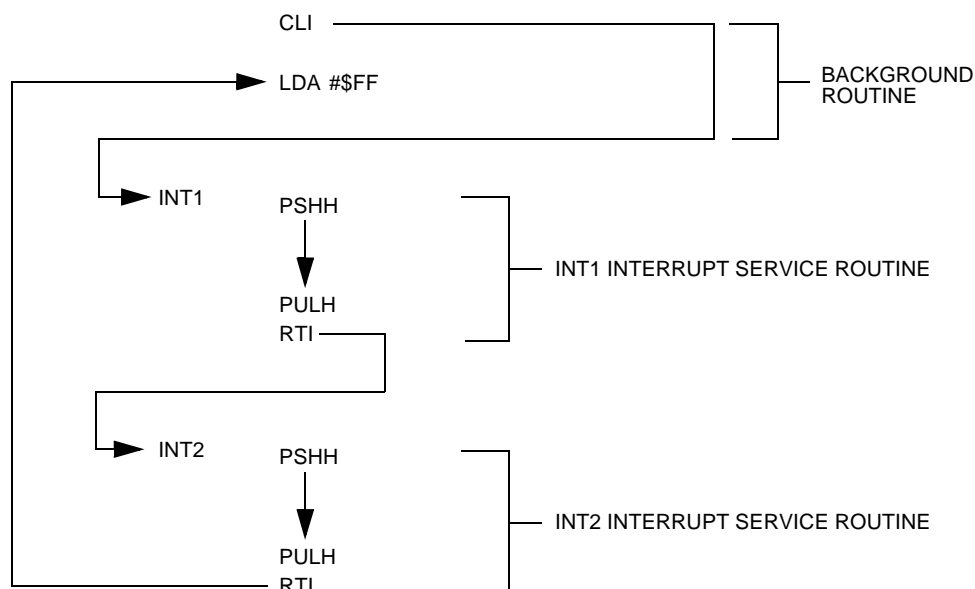 CLI
LDA #$FF
BACKGROUND
ROUTINE
INT1
PSHH
INT1 INTERRUPT SERVICE ROUTINE
PULH
RTI
INT2
PSHH
INT2 INTERRUPT SERVICE ROUTINE
PULH
RTI